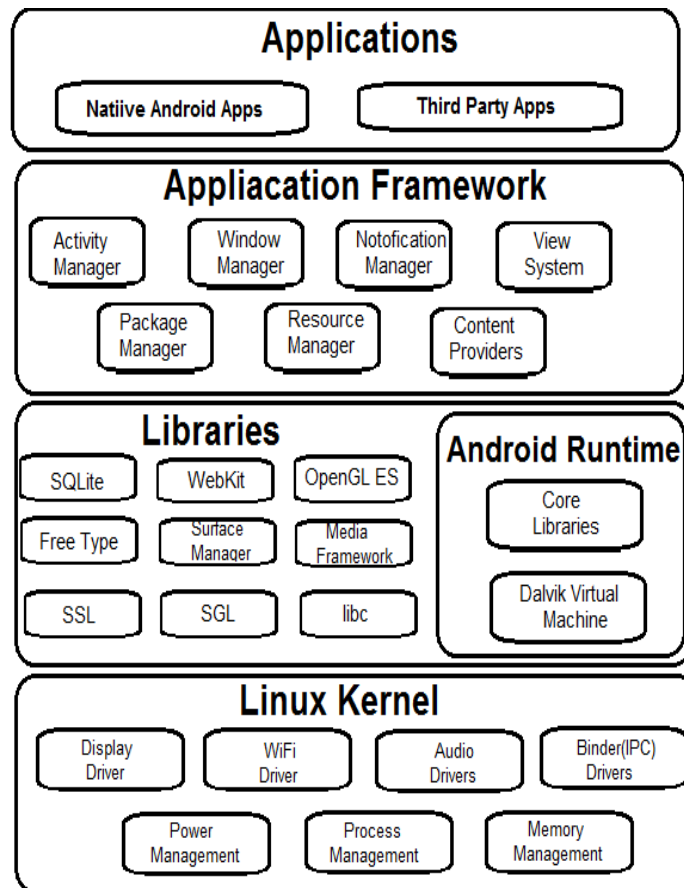 Applications
Natiive Android Apps
Third Party Apps
Appliacation Framework
Activity
Manager
Window
Manager
Notofication
Manager
View
System
Package
Manager
Resource
Manager
Content
Providers
Libraries
SQLite
WebKit
OpenGL ES
Free Type
Surface
Manager
Media
Framework
SSL
SGL
libc
Android Runtime
Core
Libraries
Dalvik Virtual
Machine
Linux Kernel
Display
Driver
WiFi
Driver
Audio
Drivers
Binder(IPC)
Drivers
Power
Management
Process
Management
Memory
Management